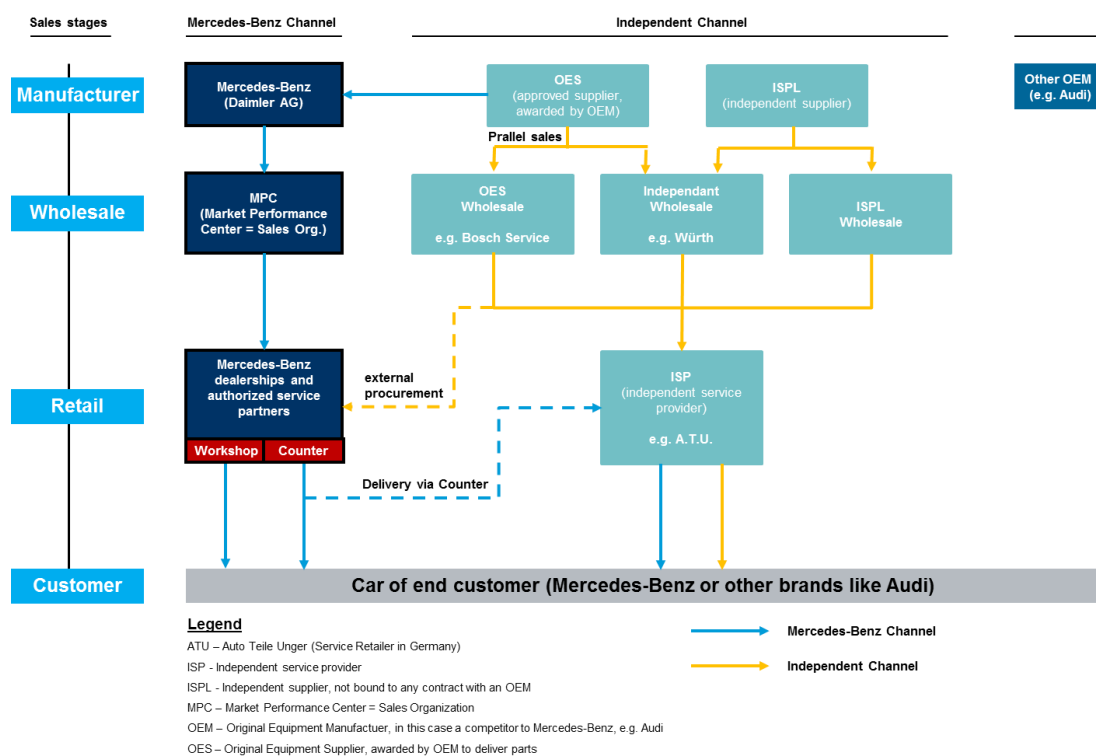 Sales stages
Mercedes-Benz Channel
Independent Channel
Manufacturer
Mercedes-Benz
(Daimler AG)
OES
(approved supplier,
awarded by OEM)
ISPL
(independent supplier)
Other OEM
(e.g. Audi)
Prallel sales
Wholesale
MPC
(Market Performance
Center = Sales Org.)
OES
Wholesale
e.g. Bosch Service
Independant
Wholesale
e.g. Würth
ISPL
Wholesale
Retail
Mercedes-Benz
dealerships and
authorized service
partners
Workshop
Counter
external
procurement
ISP
(independent service
provider)
e.g. A.T.U.
Delivery via Counter
Customer
Car of end customer (Mercedes-Benz or other brands like Audi)
Legend
ATU – Auto Teile Unger (Service Retailer in Germany)
ISP - Independent service provider
ISPL - Independent supplier, not bound to any contract with an OEM
MPC – Market Performance Center = Sales Organization
OEM – Original Equipment Manufactuer, in this case a competitor to Mercedes-Benz, e.g. Audi
OES – Original Equipment Supplier, awarded by OEM to deliver parts
Mercedes-Benz Channel
Independent Channel